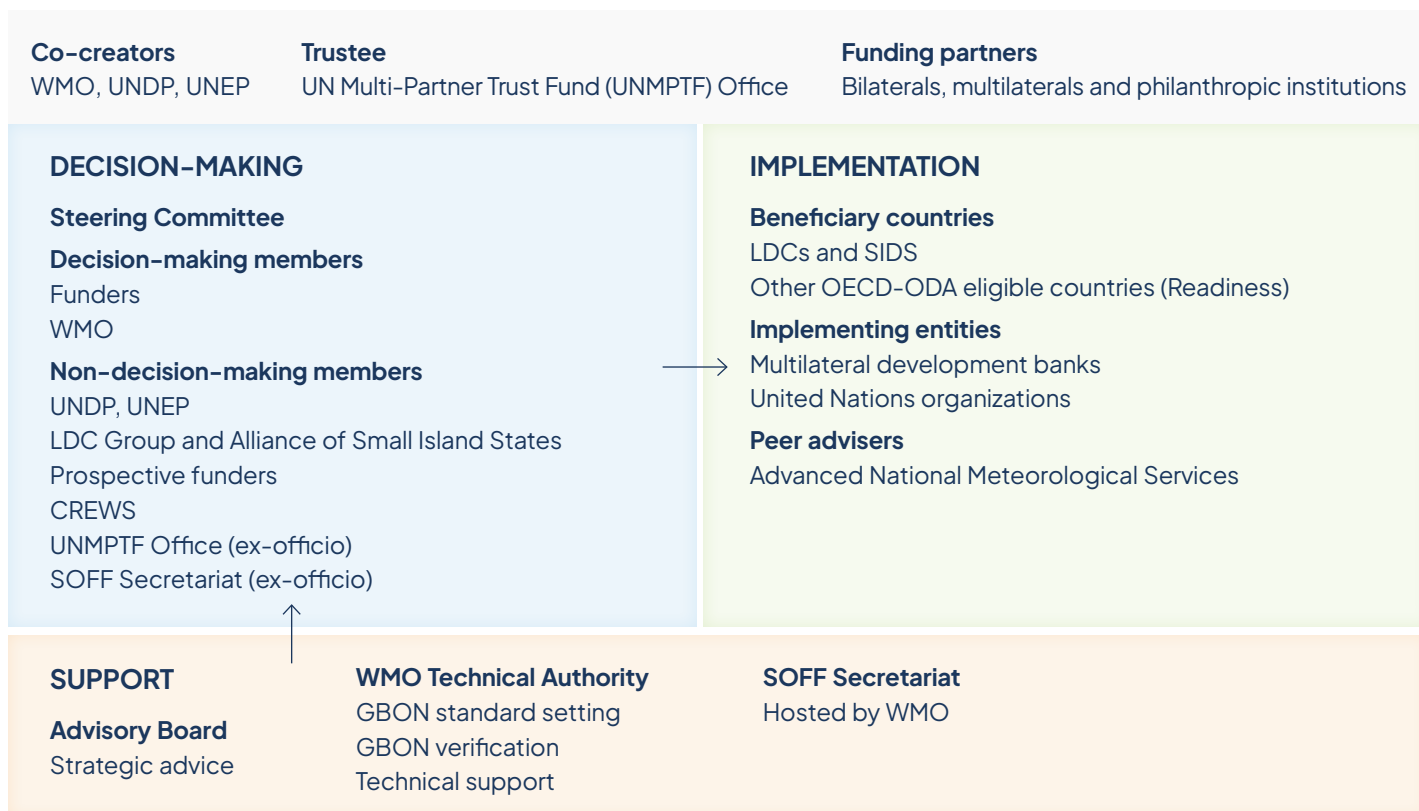 Co-creators
WMO, UNDP, UNEP
Trustee
UN Multi-Partner Trust Fund (UNMPTF) Office
Funding partners
Bilaterals, multilaterals and philanthropic institutions
DECISION-MAKING
Steering Committee
Decision-making members
Funders
WMO
Non-decision-making members
UNDP, UNEP
LDC Group and Alliance of Small Island States
Prospective funders
CREWS
UNMPTF Office (ex-officio)
SOFF Secretariat (ex-officio)
IMPLEMENTATION
Beneficiary countries
LDCs and SIDS
Other OECD-ODA eligible countries (Readiness)
Implementing entities
Multilateral development banks
United Nations organizations
Peer advisers
Advanced National Meteorological Services
SUPPORT
Advisory Board
Strategic advice
WMO Technical Authority
GBON standard setting
GBON verification
Technical support
SOFF Secretariat
Hosted by WMO